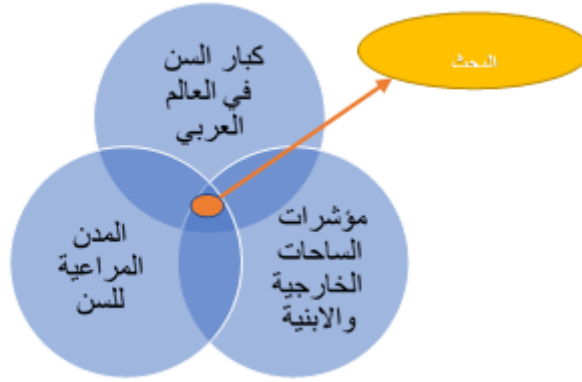 كبار السن
في العالم
العربي
البحث
المدن
المراعية
للسن
مؤشرات
الساحات
الخارجية
والابنية